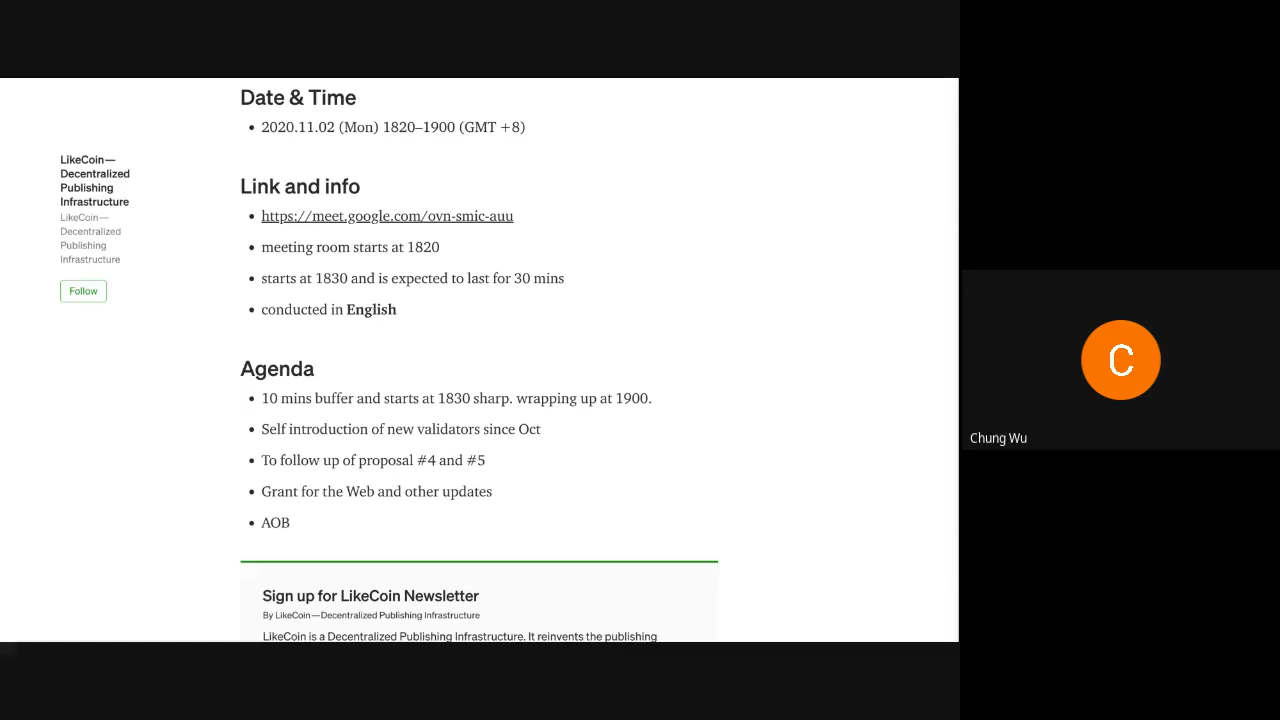 Date & Time
• 2020.11.02 (Mon) 1820–1900 (GMT +8)
LikeCoin—
Decentralized
Publishing
Infrastructure
LikeCoin—
Decentralized
Publishing
Infrastructure
Follow
Link and info
• https://meet.google.com/ovn-smic-auu
• meeting room starts at 1820
• starts at 1830 and is expected to last for 30 mins
• conducted in English
Agenda
• 10 mins buffer and starts at 1830 sharp. wrapping up at 1900.
• Self introduction of new validators since Oct
• To follow up of proposal #4 and #5
• Grant for the Web and other updates
• AOB
Sign up for LikeCoin Newsletter
By LikeCoin—Decentralized Publishing Infrastructure
LikeCoin is a Decentralized Publishing Infrastructure. It reinvents the publishing
C
Chung Wu